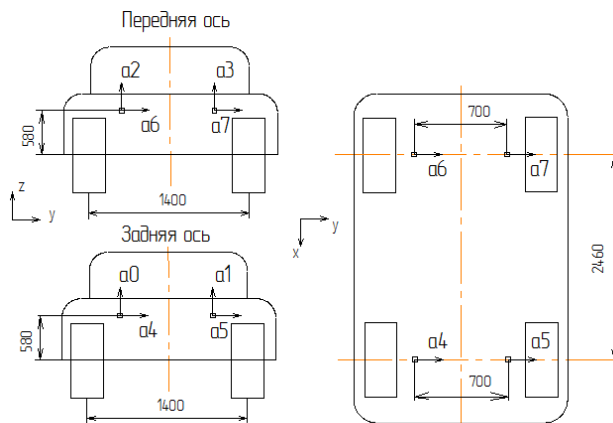 Передняя ось
a2 a3
a6 a7
580
1400
z
y
Задняя ось
a0 a1
a4 a5
580
1400
700
a6 a7
y
x
2460
a4 a5
700